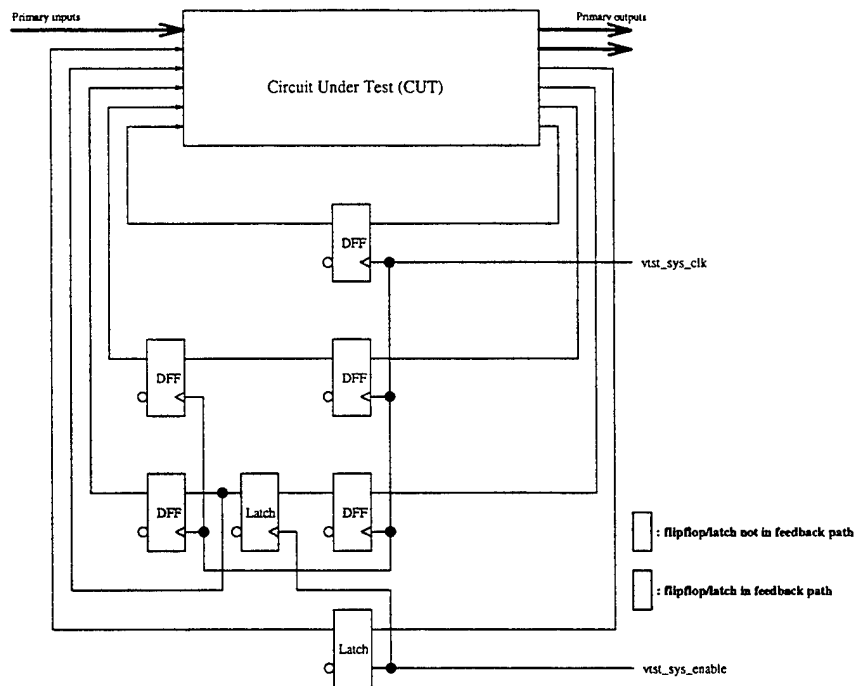 Primary inputs
Primary outputs
Circuit Under Test (CUT)
DFF
vtst_sys_clk
DFF
DFF
DFF
Latch
DFF
: flipflop/latch not in feedback path
: flipflop/latch in feedback path
Latch
vtst_sys_enable